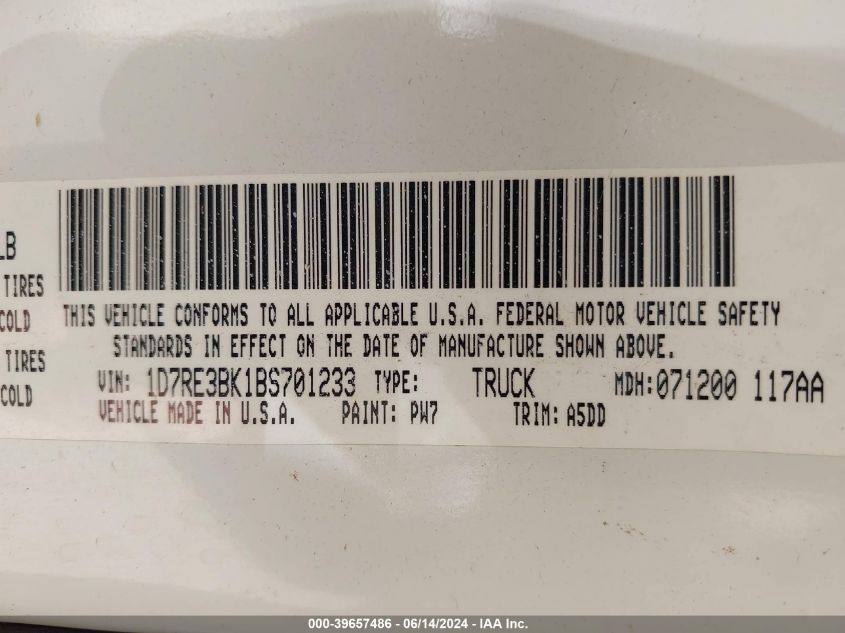 LB
TIRES
COLD
THIS VEHICLE CONFORMS TO ALL APPLICABLE U.S.A. FEDERAL MOTOR VEHICLE SAFETY
STANDARDS IN EFFECT ON THE DATE OF MANUFACTURE SHOWN ABOVE.
TIRES
COLD
VIN: 1D7RE3BK1BS701233 TYPE: TRUCK MDH:071200 117AA
VEHICLE MADE IN U.S.A. PAINT: PW7 TRIM: A5DD
000-39657486 - 06/14/2024 - IAA Inc.